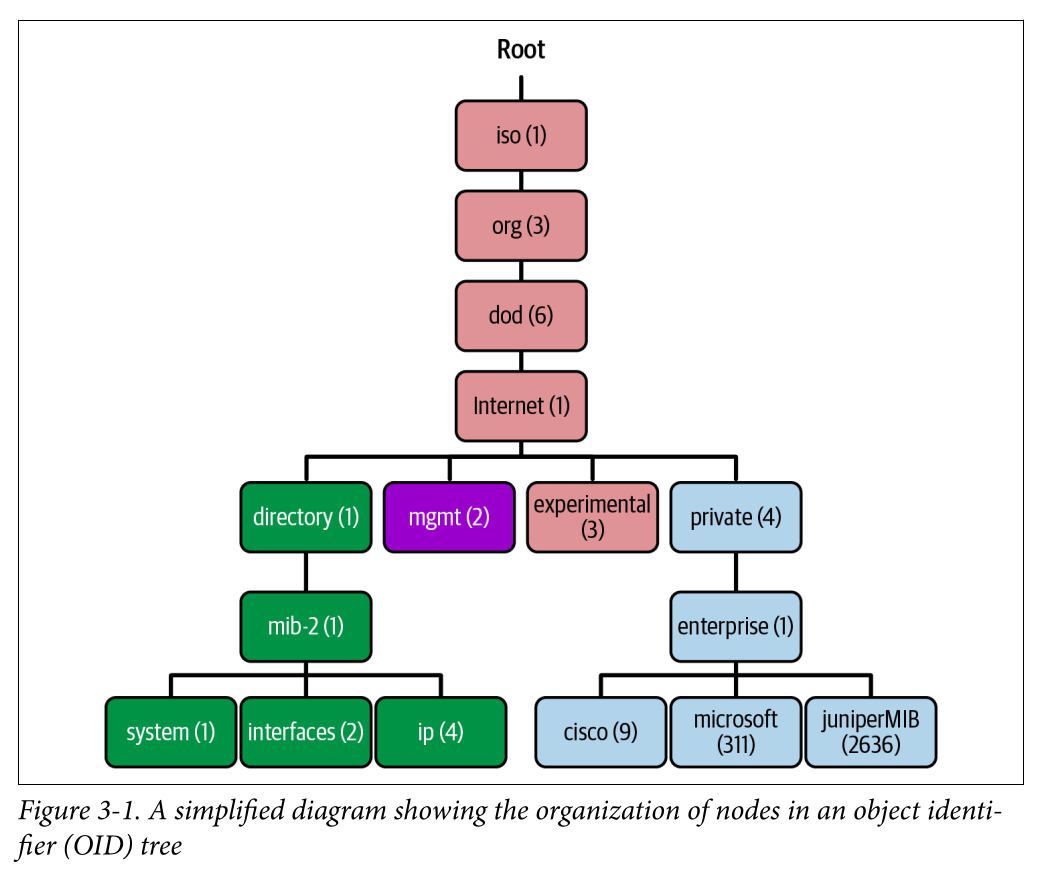 Root
iso (1)
org (3)
dod (6)
Internet (1)
directory (1)
mgmt (2)
experimental
(3)
private (4)
mib-2 (1)
enterprise (1)
system (1)
interfaces (2)
ip (4)
cisco (9)
microsoft
(311)
juniperMIB
(2636)
Figure 3-1. A simplified diagram showing the organization of nodes in an object identi-
fier (OID) tree